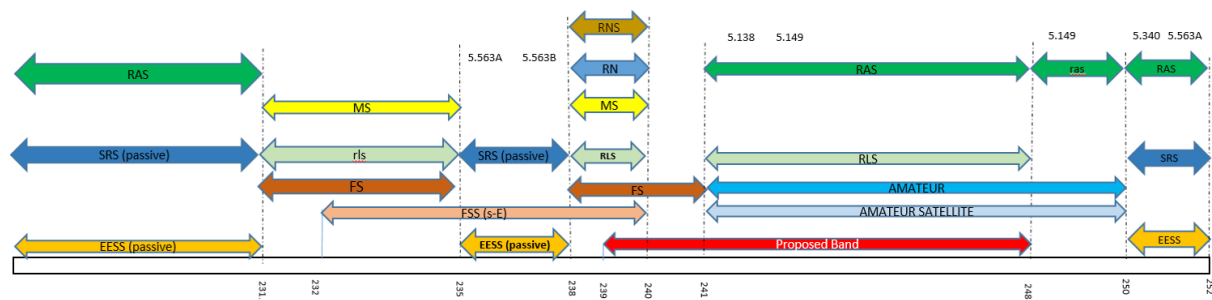 RNS
5.138 5.149
5.149
5.340 5.563A
5.563A 5.563B
RAS
RN
RAS
ras
RAS
MS
MS
SRS (passive)
rls
SRS (passive)
RLS
RLS
SRS
FS
FS
AMATEUR
FSS (s-E)
AMATEUR SATELLITE
EESS (passive)
EESS (passive)
Proposed Band
EESS
231.
232
235
238
239
240
241
248
250
252